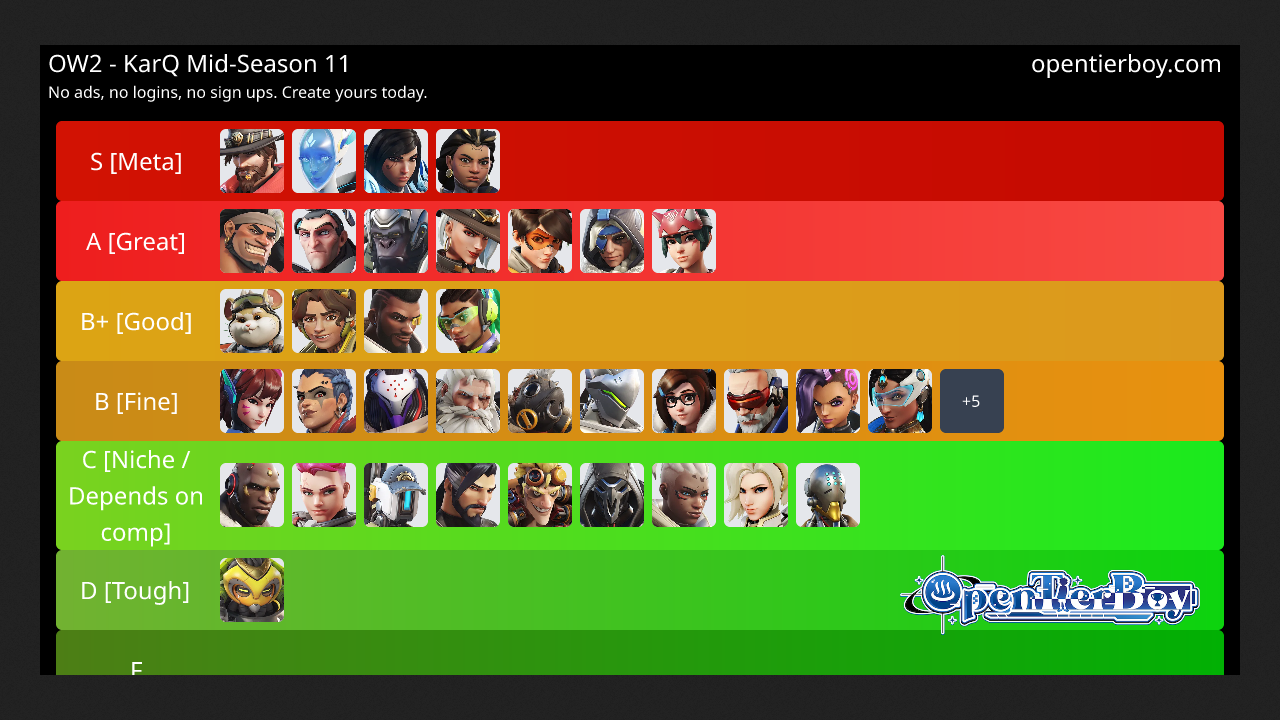 OW2 - KarQ Mid-Season 11
opentierboy.com
No ads, no logins, no sign ups. Create yours today.
S [Meta]
A [Great]
B+ [Good]
B [Fine]
+5
C [Niche /
Depends on
comp]
D [Tough]
OpenTierBoy